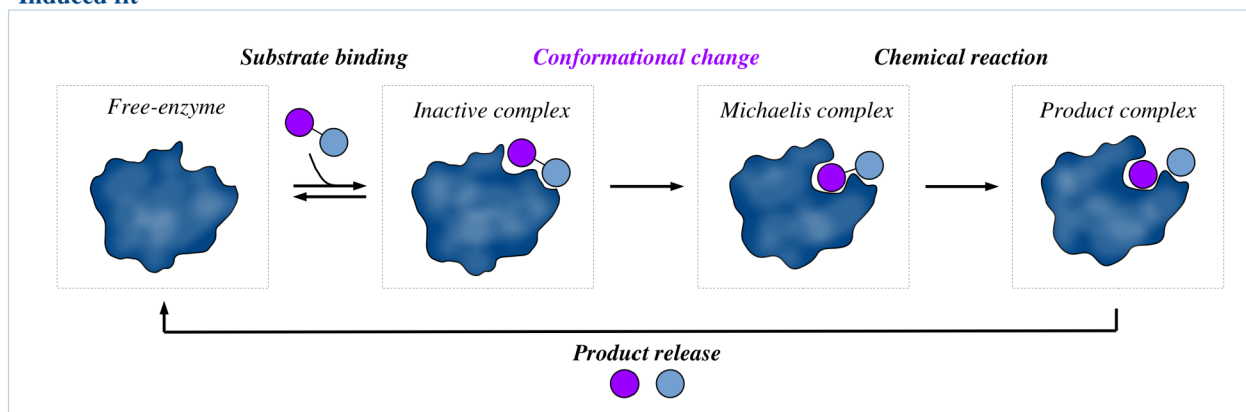 Induced fit
Substrate binding
Conformational change
Chemical reaction
Free-enzyme
Inactive complex
Michaelis complex
Product complex
Product release